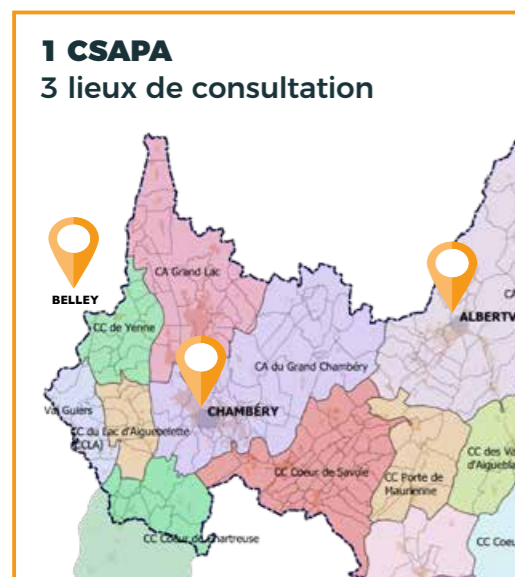 1 CSAPA
3 lieux de consultation
CA Grand Lac
BELLEY
CC de Yenne
CA
ALBERTV
CA du Grand Chambéry
CHAMBÉRY
Val Guiers
CC du Lac d'Aiguebelette
(CCLA)
CC Coeur de Savoie
CC Porte de
Maurienne
CC des Va
d'Aiguebla
CC Coeur de Chartreuse
CC Coeu